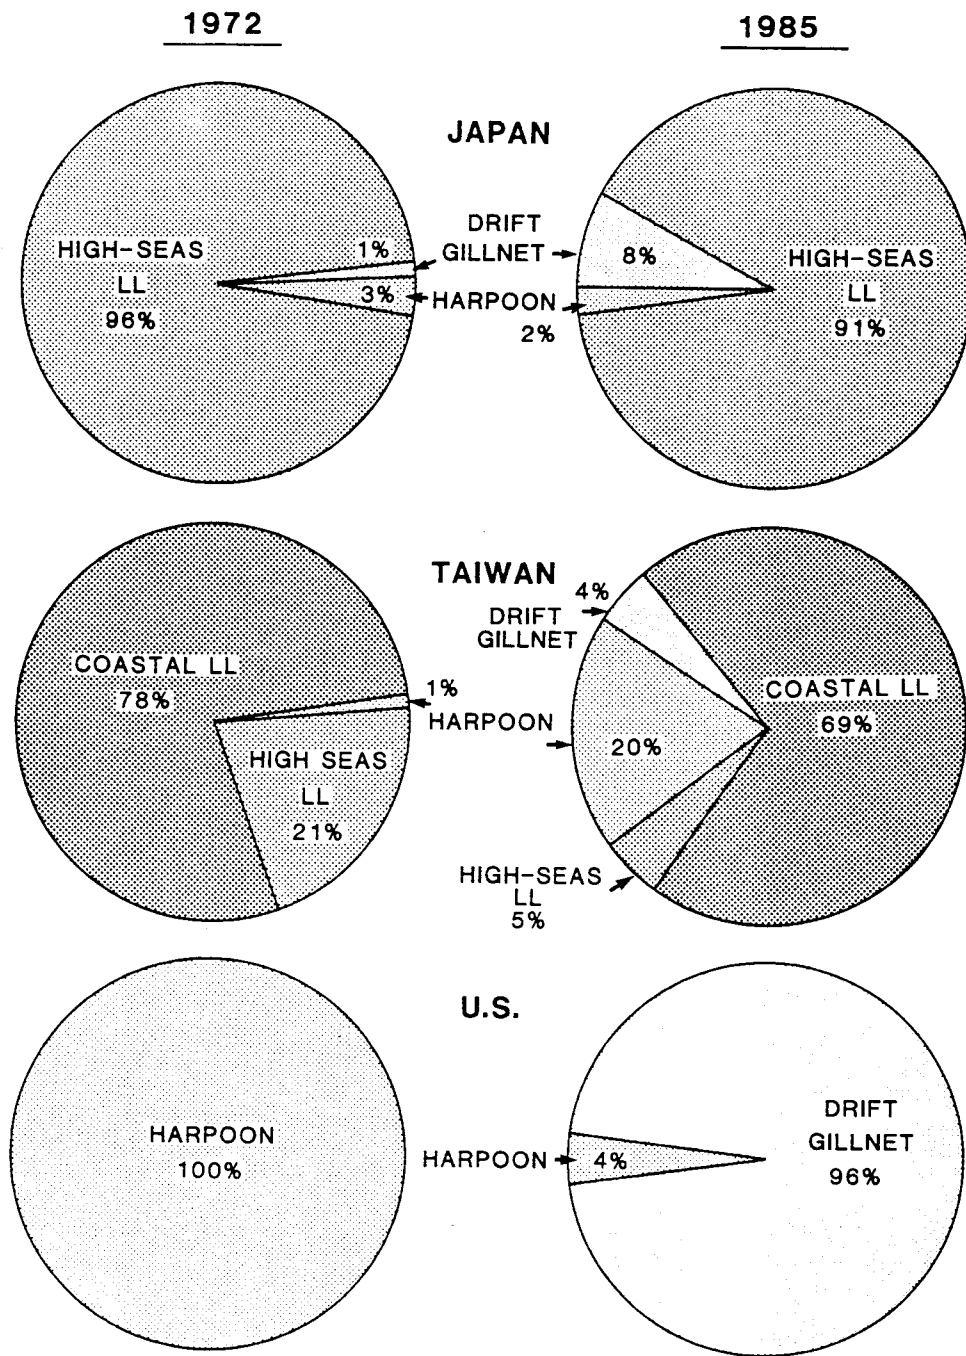 1972
1985
JAPAN
HIGH-SEAS
LL
96%
1%
3%
DRIFT
GILLNET
HARPOON
2%
8%
HIGH-SEAS
LL
91%
TAIWAN
COASTAL LL
78%
1%
HIGH SEAS
LL
21%
4%
DRIFT
GILLNET
HARPOON
20%
COASTAL LL
69%
HIGH-SEAS
LL
5%
U.S.
HARPOON
100%
HARPOON
4%
DRIFT
GILLNET
96%